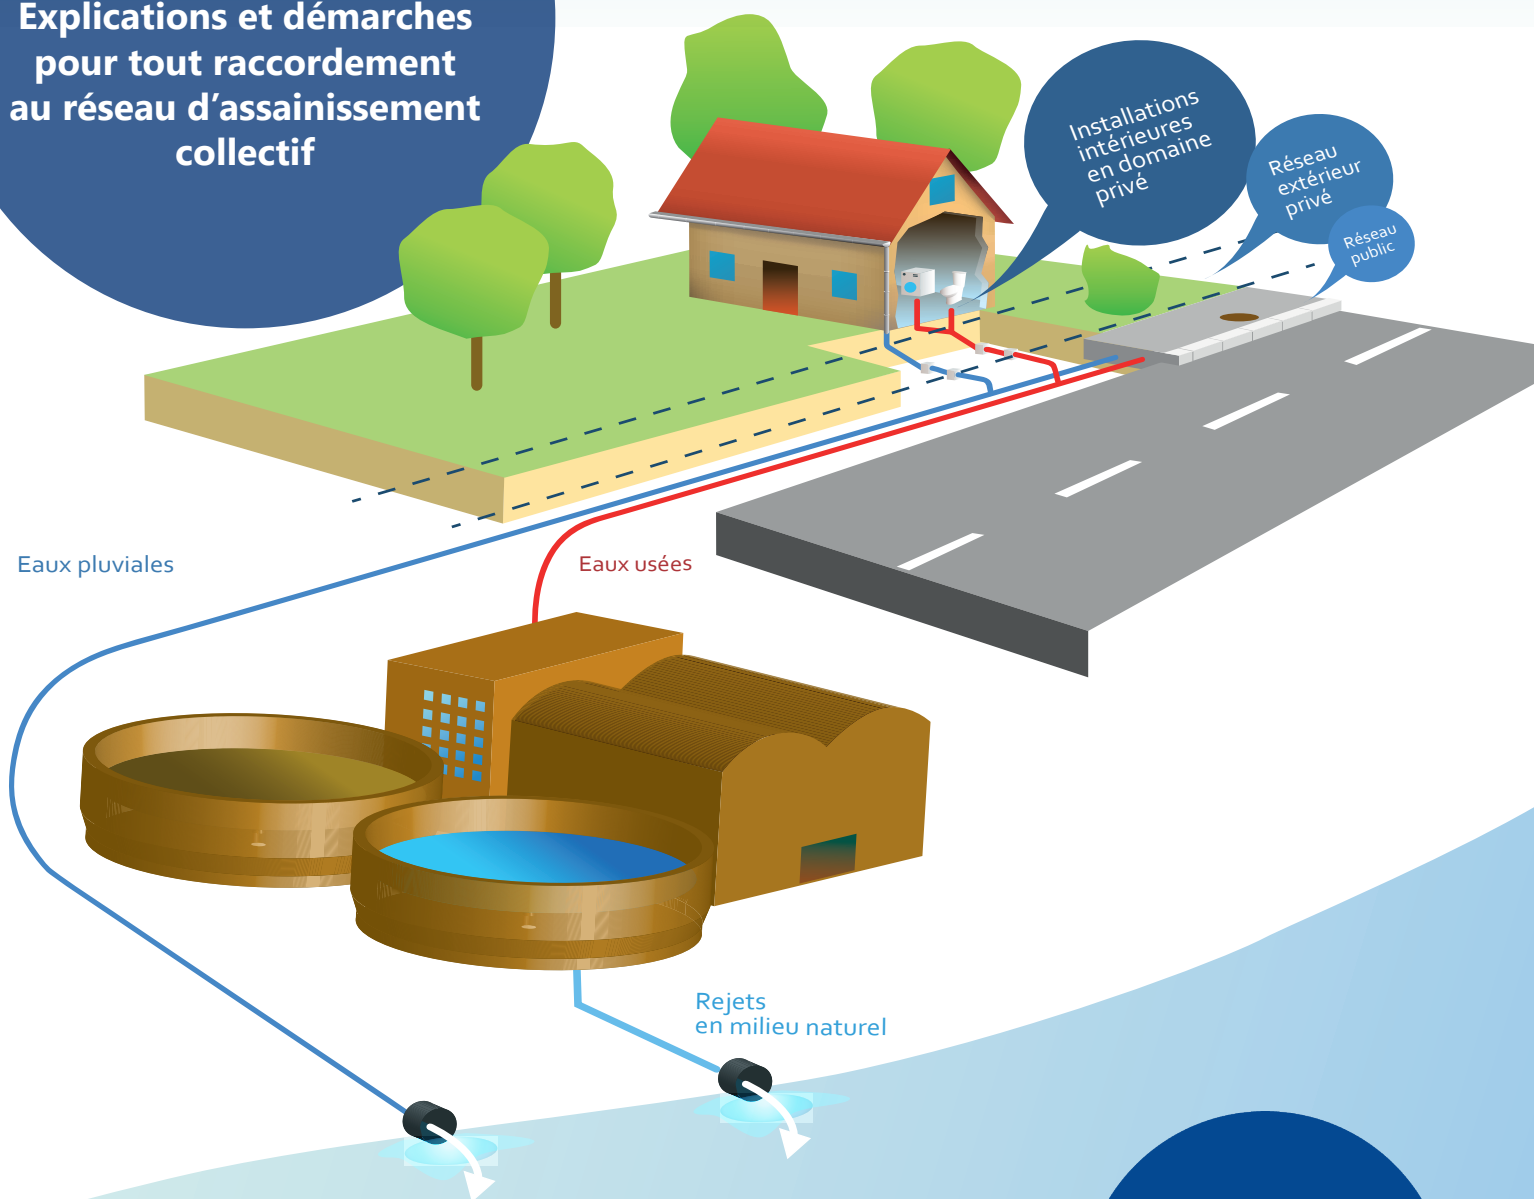 Explications et démarches
pour tout raccordement
au réseau d’assainissement
collectif
Installations
intérieures
en domaine
privé
Réseau
extérieur
privé
Réseau
public
Eaux pluviales
Eaux usées
Rejets
en milieu naturel